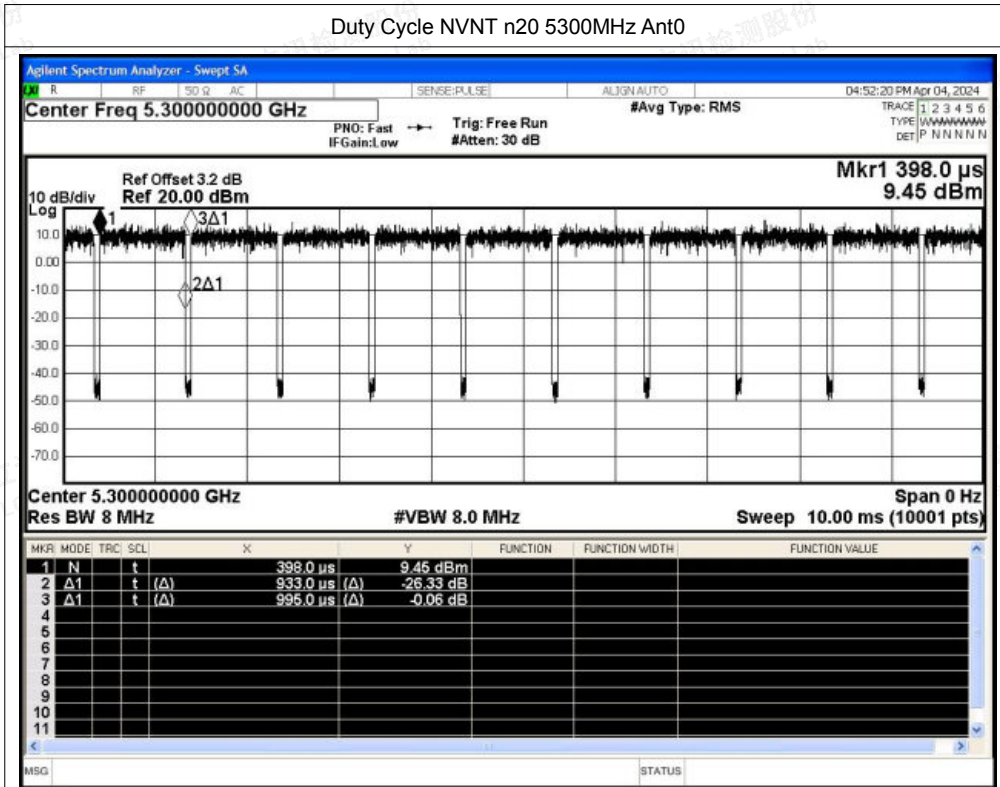 Duty Cycle NVNT n20 5300MHz Ant0
Agilent Spectrum Analyzer - Swept SA
R RF 50 Ω AC SENSE:PULSE ALIGN AUTO 04:52:20 PM Apr 04, 2024
Center Freq 5.300000000 GHz #Avg Type: RMS TRACE 1 2 3 4 5 6
PNO: Fast Trig: Free Run TYPE WWWWWW
IFGain:Low #Atten: 30 dB DET P N N N N N
Mkr1 398.0 µs
Ref Offset 3.2 dB
10 dB/div Ref 20.00 dBm 9.45 dBm
Log
1 3Δ1
10.0
0.00
2Δ1
-10.0
-20.0
-30.0
-40.0
-50.0
-60.0
-70.0
Center 5.300000000 GHz Span 0 Hz
Res BW 8 MHz #VBW 8.0 MHz Sweep 10.00 ms (10001 pts)
MKR MODE TRC SCL X Y FUNCTION FUNCTION WIDTH FUNCTION VALUE
1 N t 398.0 µs 9.45 dBm
2 Δ1 t (Δ) 933.0 µs (Δ) -26.33 dB
3 Δ1 t (Δ) 995.0 µs (Δ) -0.06 dB
4
5
6
7
8
9
10
11
MSG STATUS